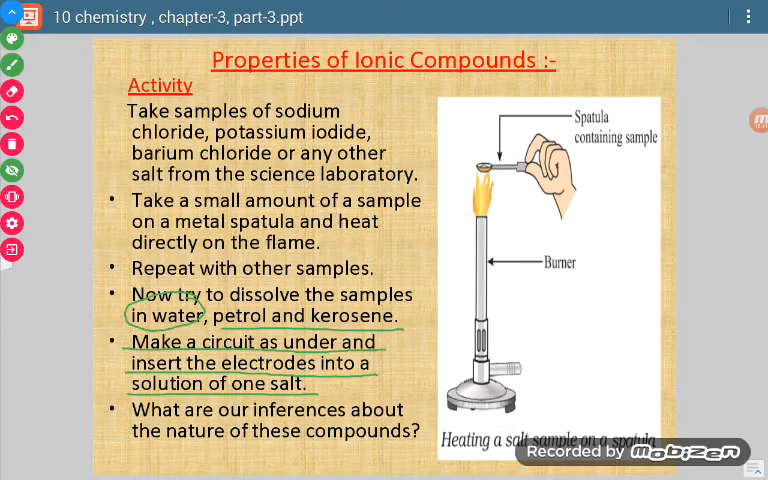 10 chemistry , chapter-3, part-3.ppt
Properties of Ionic Compounds :-
Activity
Take samples of sodium
chloride, potassium iodide,
barium chloride or any other
salt from the science laboratory.
• Take a small amount of a sample
on a metal spatula and heat
directly on the flame.
• Repeat with other samples.
• Now try to dissolve the samples
in water, petrol and kerosene.
• Make a circuit as under and
insert the electrodes into a
solution of one salt.
• What are our inferences about
the nature of these compounds?
Spatula
containing sample
Burner
Heating a salt sample on a spatula
Recorded by mobizen